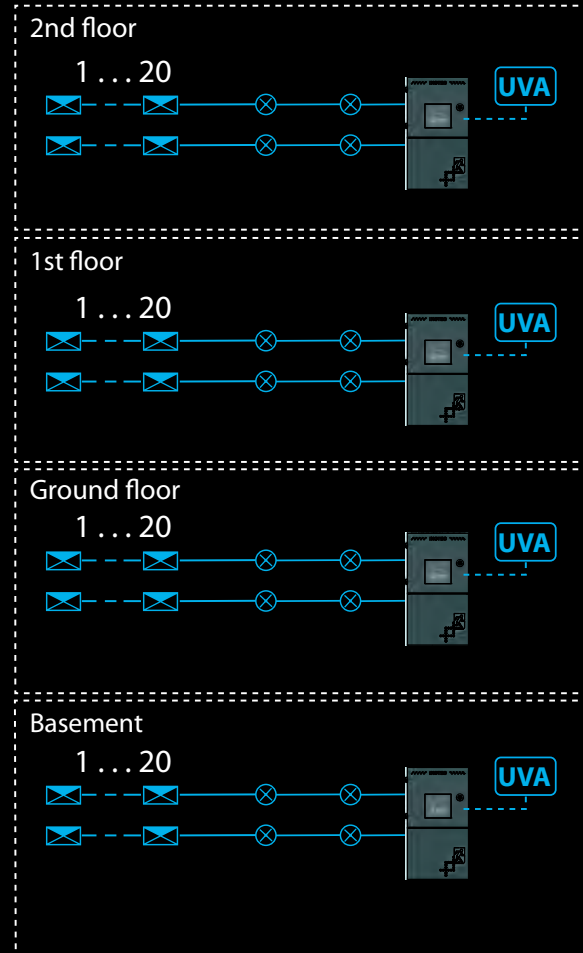 2nd floor
1 . . . 20
UVA
1st floor
1 . . . 20
UVA
Ground floor
1 . . . 20
UVA
Basement
1 . . . 20
UVA